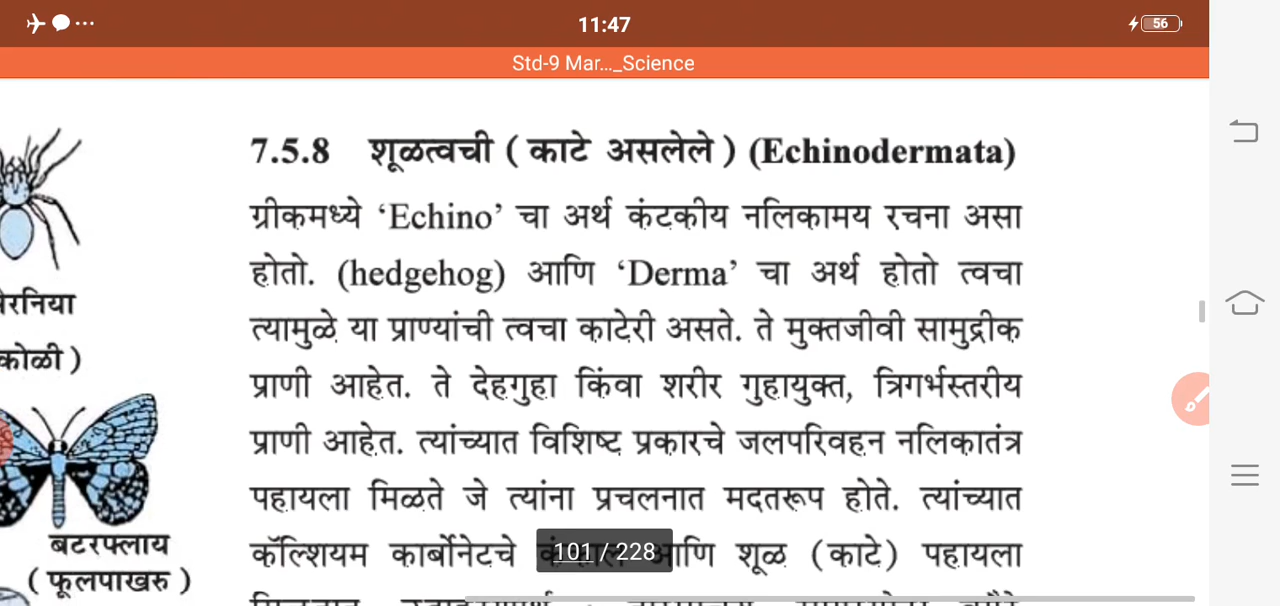 11:47
56
Std-9 Mar..._Science
7.5.8 शूळत्वची ( काटे असलेले ) (Echinodermata)
ग्रीकमध्ये ‘Echino’ चा अर्थ कंटकीय नलिकामय रचना असा
होतो. (hedgehog) आणि ‘Derma’ चा अर्थ होतो त्वचा
त्यामुळे या प्राण्यांची त्वचा काटेरी असते. ते मुक्तजीवी सामुद्रीक
प्राणी आहेत. ते देहगुहा किंवा शरीर गुहायुक्त, त्रिगर्भस्तरीय
प्राणी आहेत. त्यांच्यात विशिष्ट प्रकारचे जलपरिवहन नलिकातंत्र
पहायला मिळते जे त्यांना प्रचलनात मदतरूप होते. त्यांच्यात
कॅल्शियम कार्बोनेटचे आणि शूळ (काटे) पहायला
101 / 228
कोळी )
बटरफ्लाय
( फूलपाखरु )